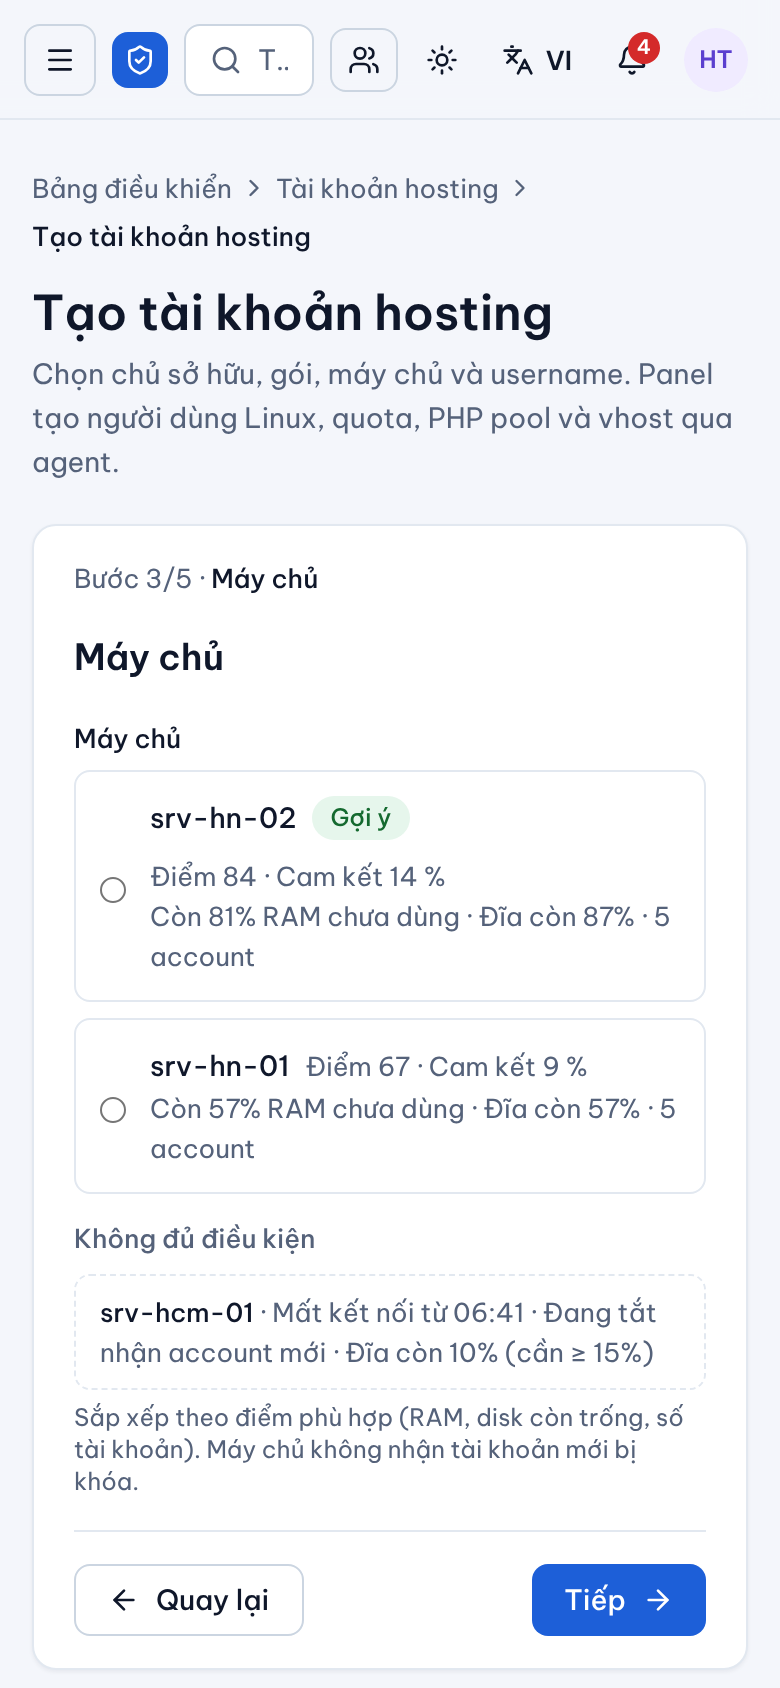 T..
VI
4
HT
Bảng điều khiển > Tài khoản hosting >
Tạo tài khoản hosting
Tạo tài khoản hosting
Chọn chủ sở hữu, gói, máy chủ và username. Panel
tạo người dùng Linux, quota, PHP pool và vhost qua
agent.
Bước 3/5 · Máy chủ
Máy chủ
Máy chủ
srv-hn-02 Gợi ý
Điểm 84 · Cam kết 14 %
Còn 81% RAM chưa dùng · Đĩa còn 87% · 5
account
srv-hn-01 Điểm 67 · Cam kết 9 %
Còn 57% RAM chưa dùng · Đĩa còn 57% · 5
account
Không đủ điều kiện
srv-hcm-01 · Mất kết nối từ 06:41 · Đang tắt
nhận account mới · Đĩa còn 10% (cần ≥ 15%)
Sắp xếp theo điểm phù hợp (RAM, disk còn trống, số
tài khoản). Máy chủ không nhận tài khoản mới bị
khóa.
← Quay lại
Tiếp →